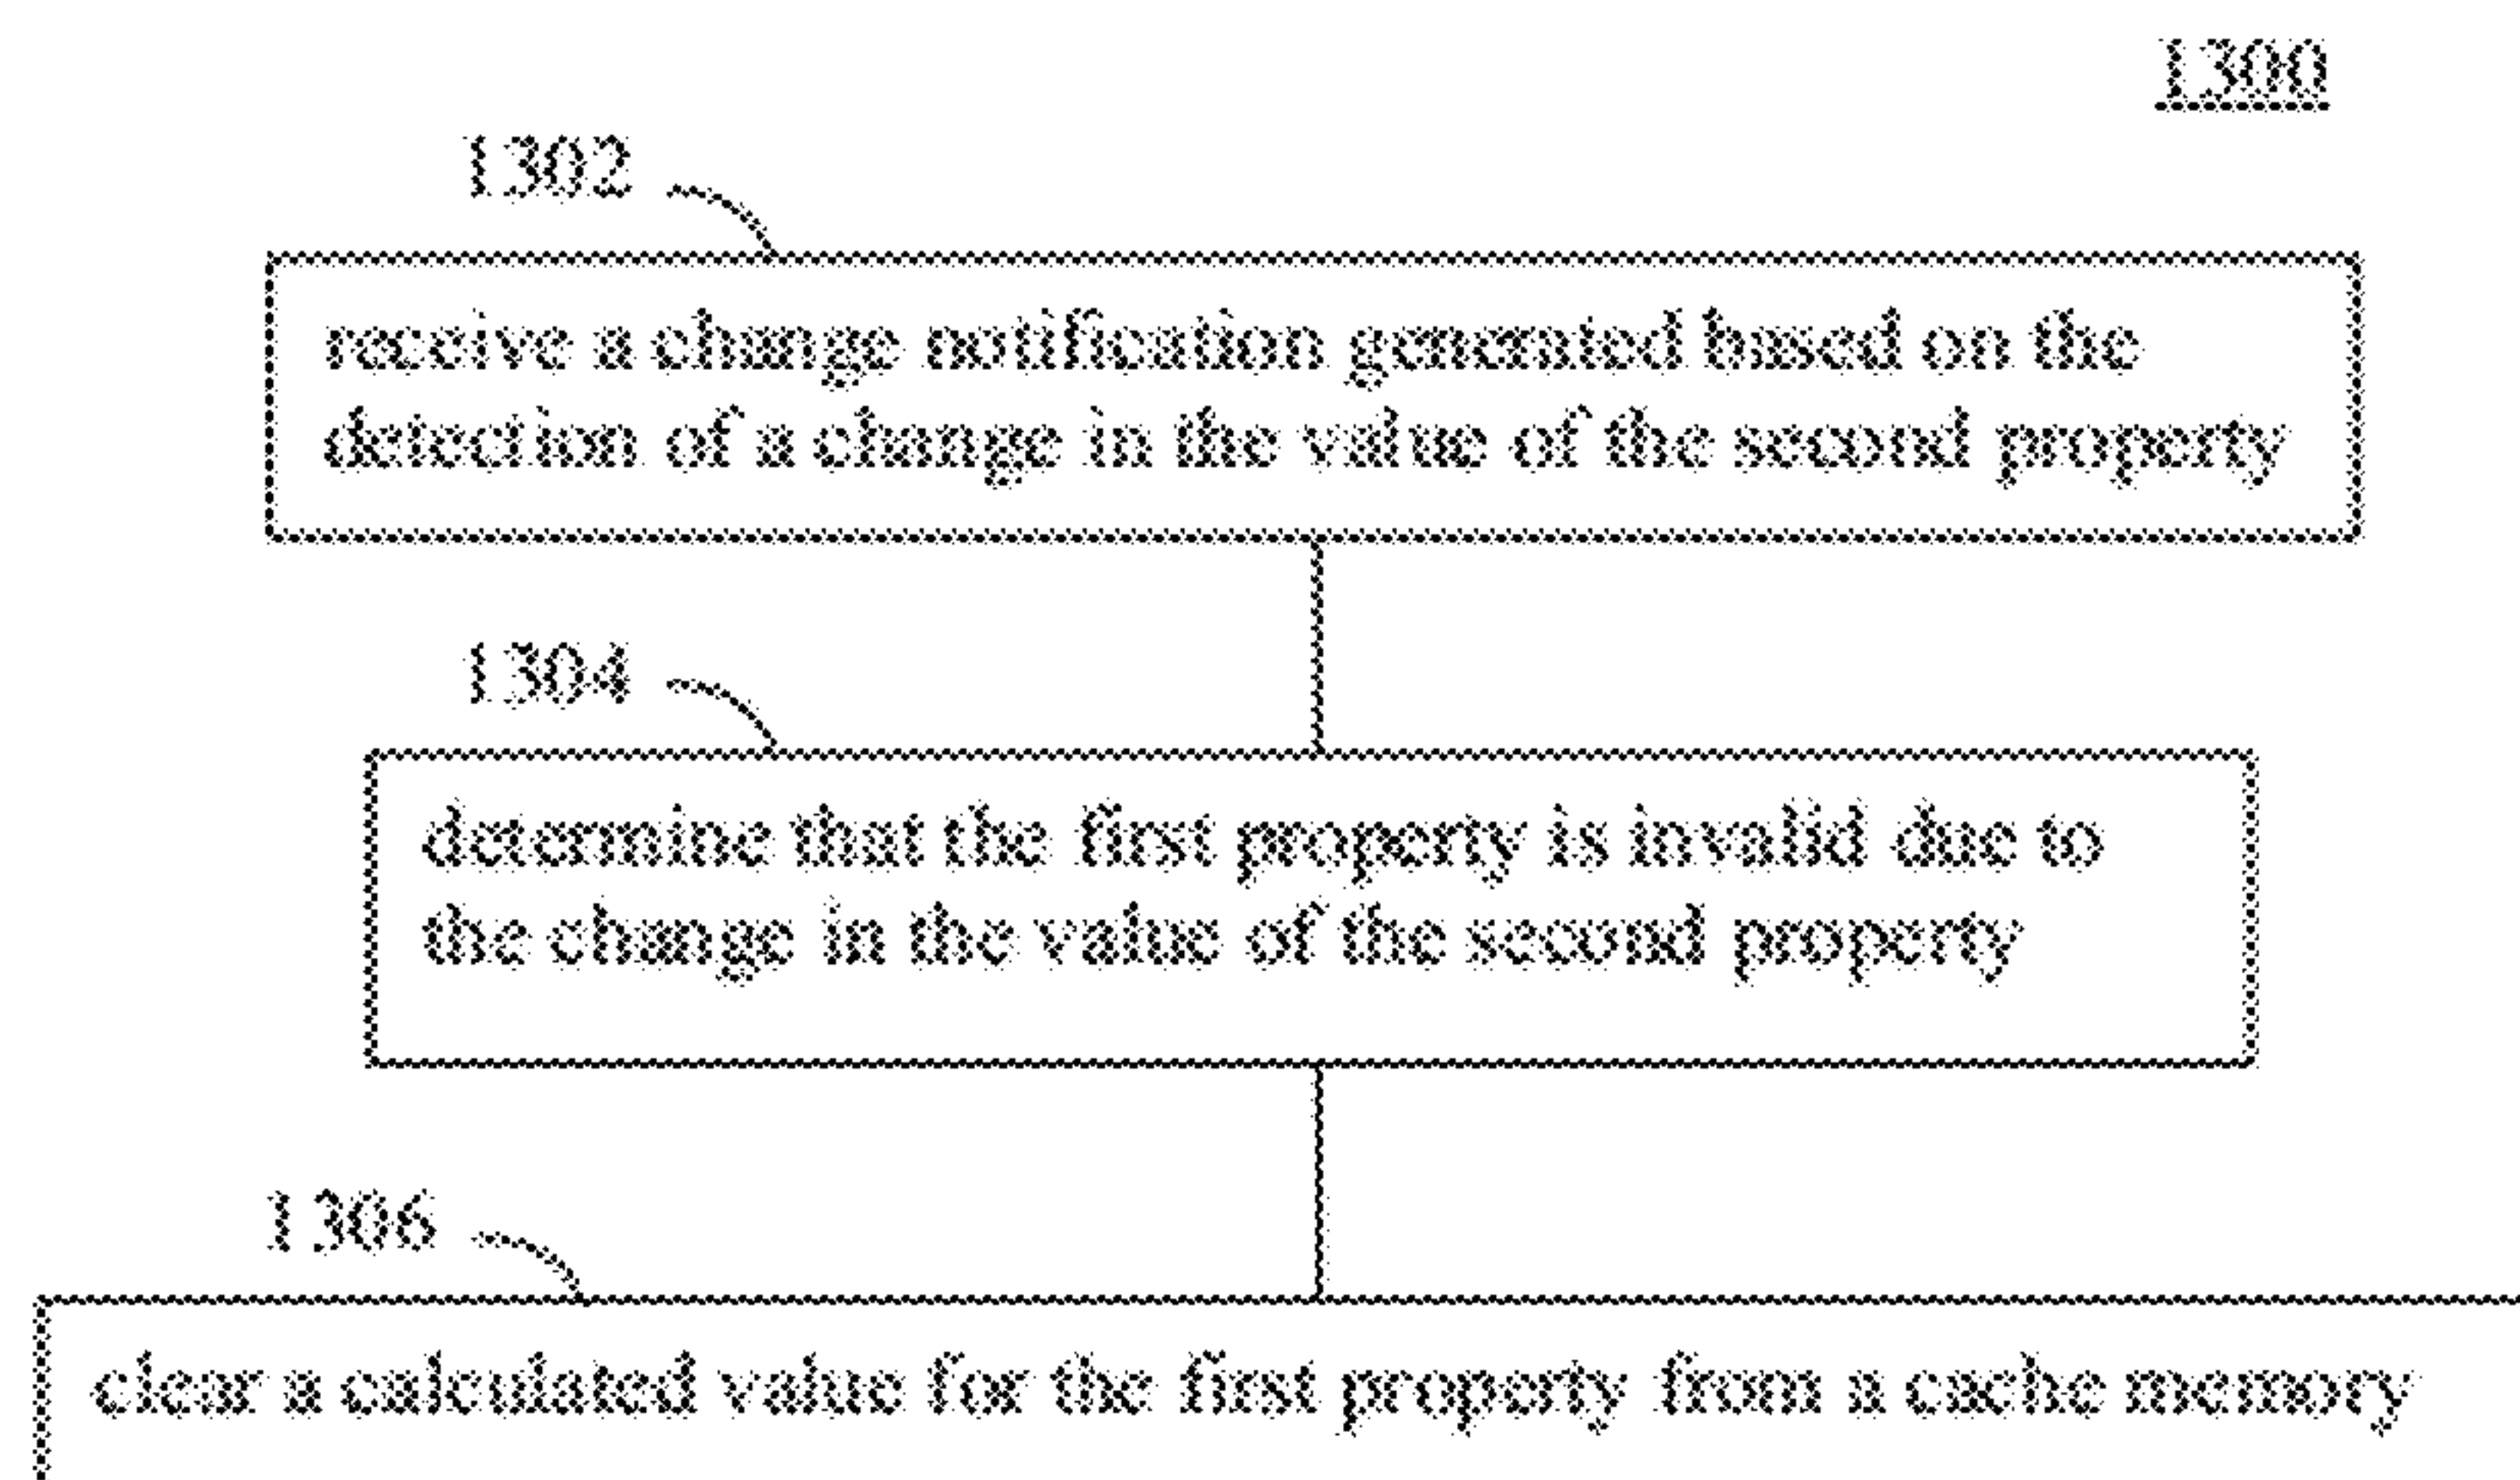 1300
1302
receive a change notification generated based on the
detection of a change in the value of the second property
1304
determine that the first property is invalid due to
the change in the value of the second property
1306
clear a calculated value for the first property from a cache memory